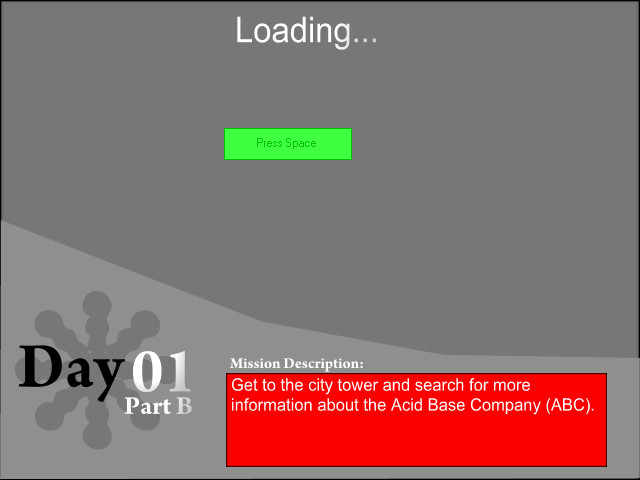 Loading...
Press Space
Day 01
Part B
Mission Description:
Get to the city tower and search for more
information about the Acid Base Company (ABC).